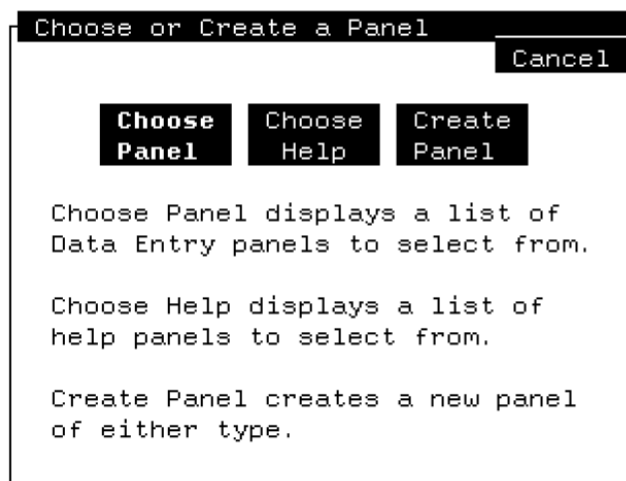 Choose or Create a Panel
Cancel
Choose Choose Create
Panel Help Panel
Choose Panel displays a list of
Data Entry panels to select from.
Choose Help displays a list of
help panels to select from.
Create Panel creates a new panel
of either type.